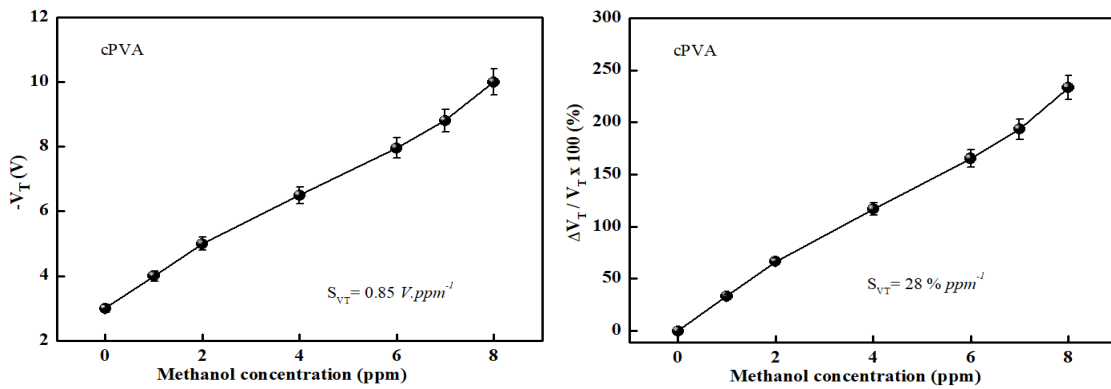 12
10
8
6
4
2
-V_T (V)
cPVA
S_VT= 0.85 V.ppm^-1
0 2 4 6 8
Methanol concentration (ppm)
300
250
200
150
100
50
0
ΔV_T / V_T x 100 (%)
cPVA
S_VT= 28 % ppm^-1
0 2 4 6 8
Methanol concentration (ppm)